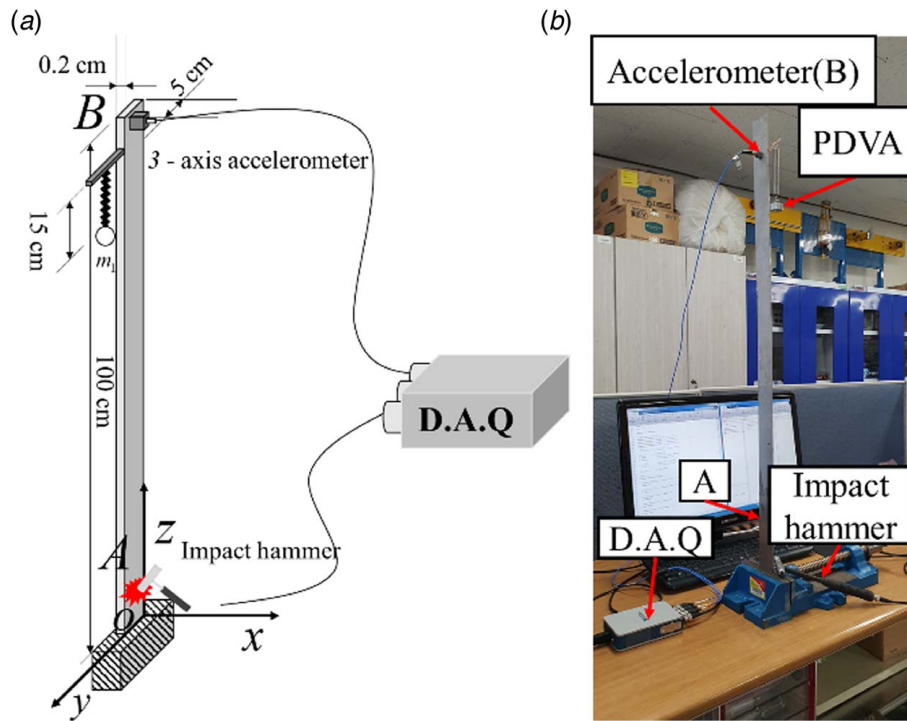 (a)
0.2 cm
5 cm
B
3 - axis accelerometer
15 cm
m₁
100 cm
D.A.Q
A
z
Impact hammer
o
x
y
(b)
Accelerometer(B)
PDVA
A
Impact
hammer
D.A.Q